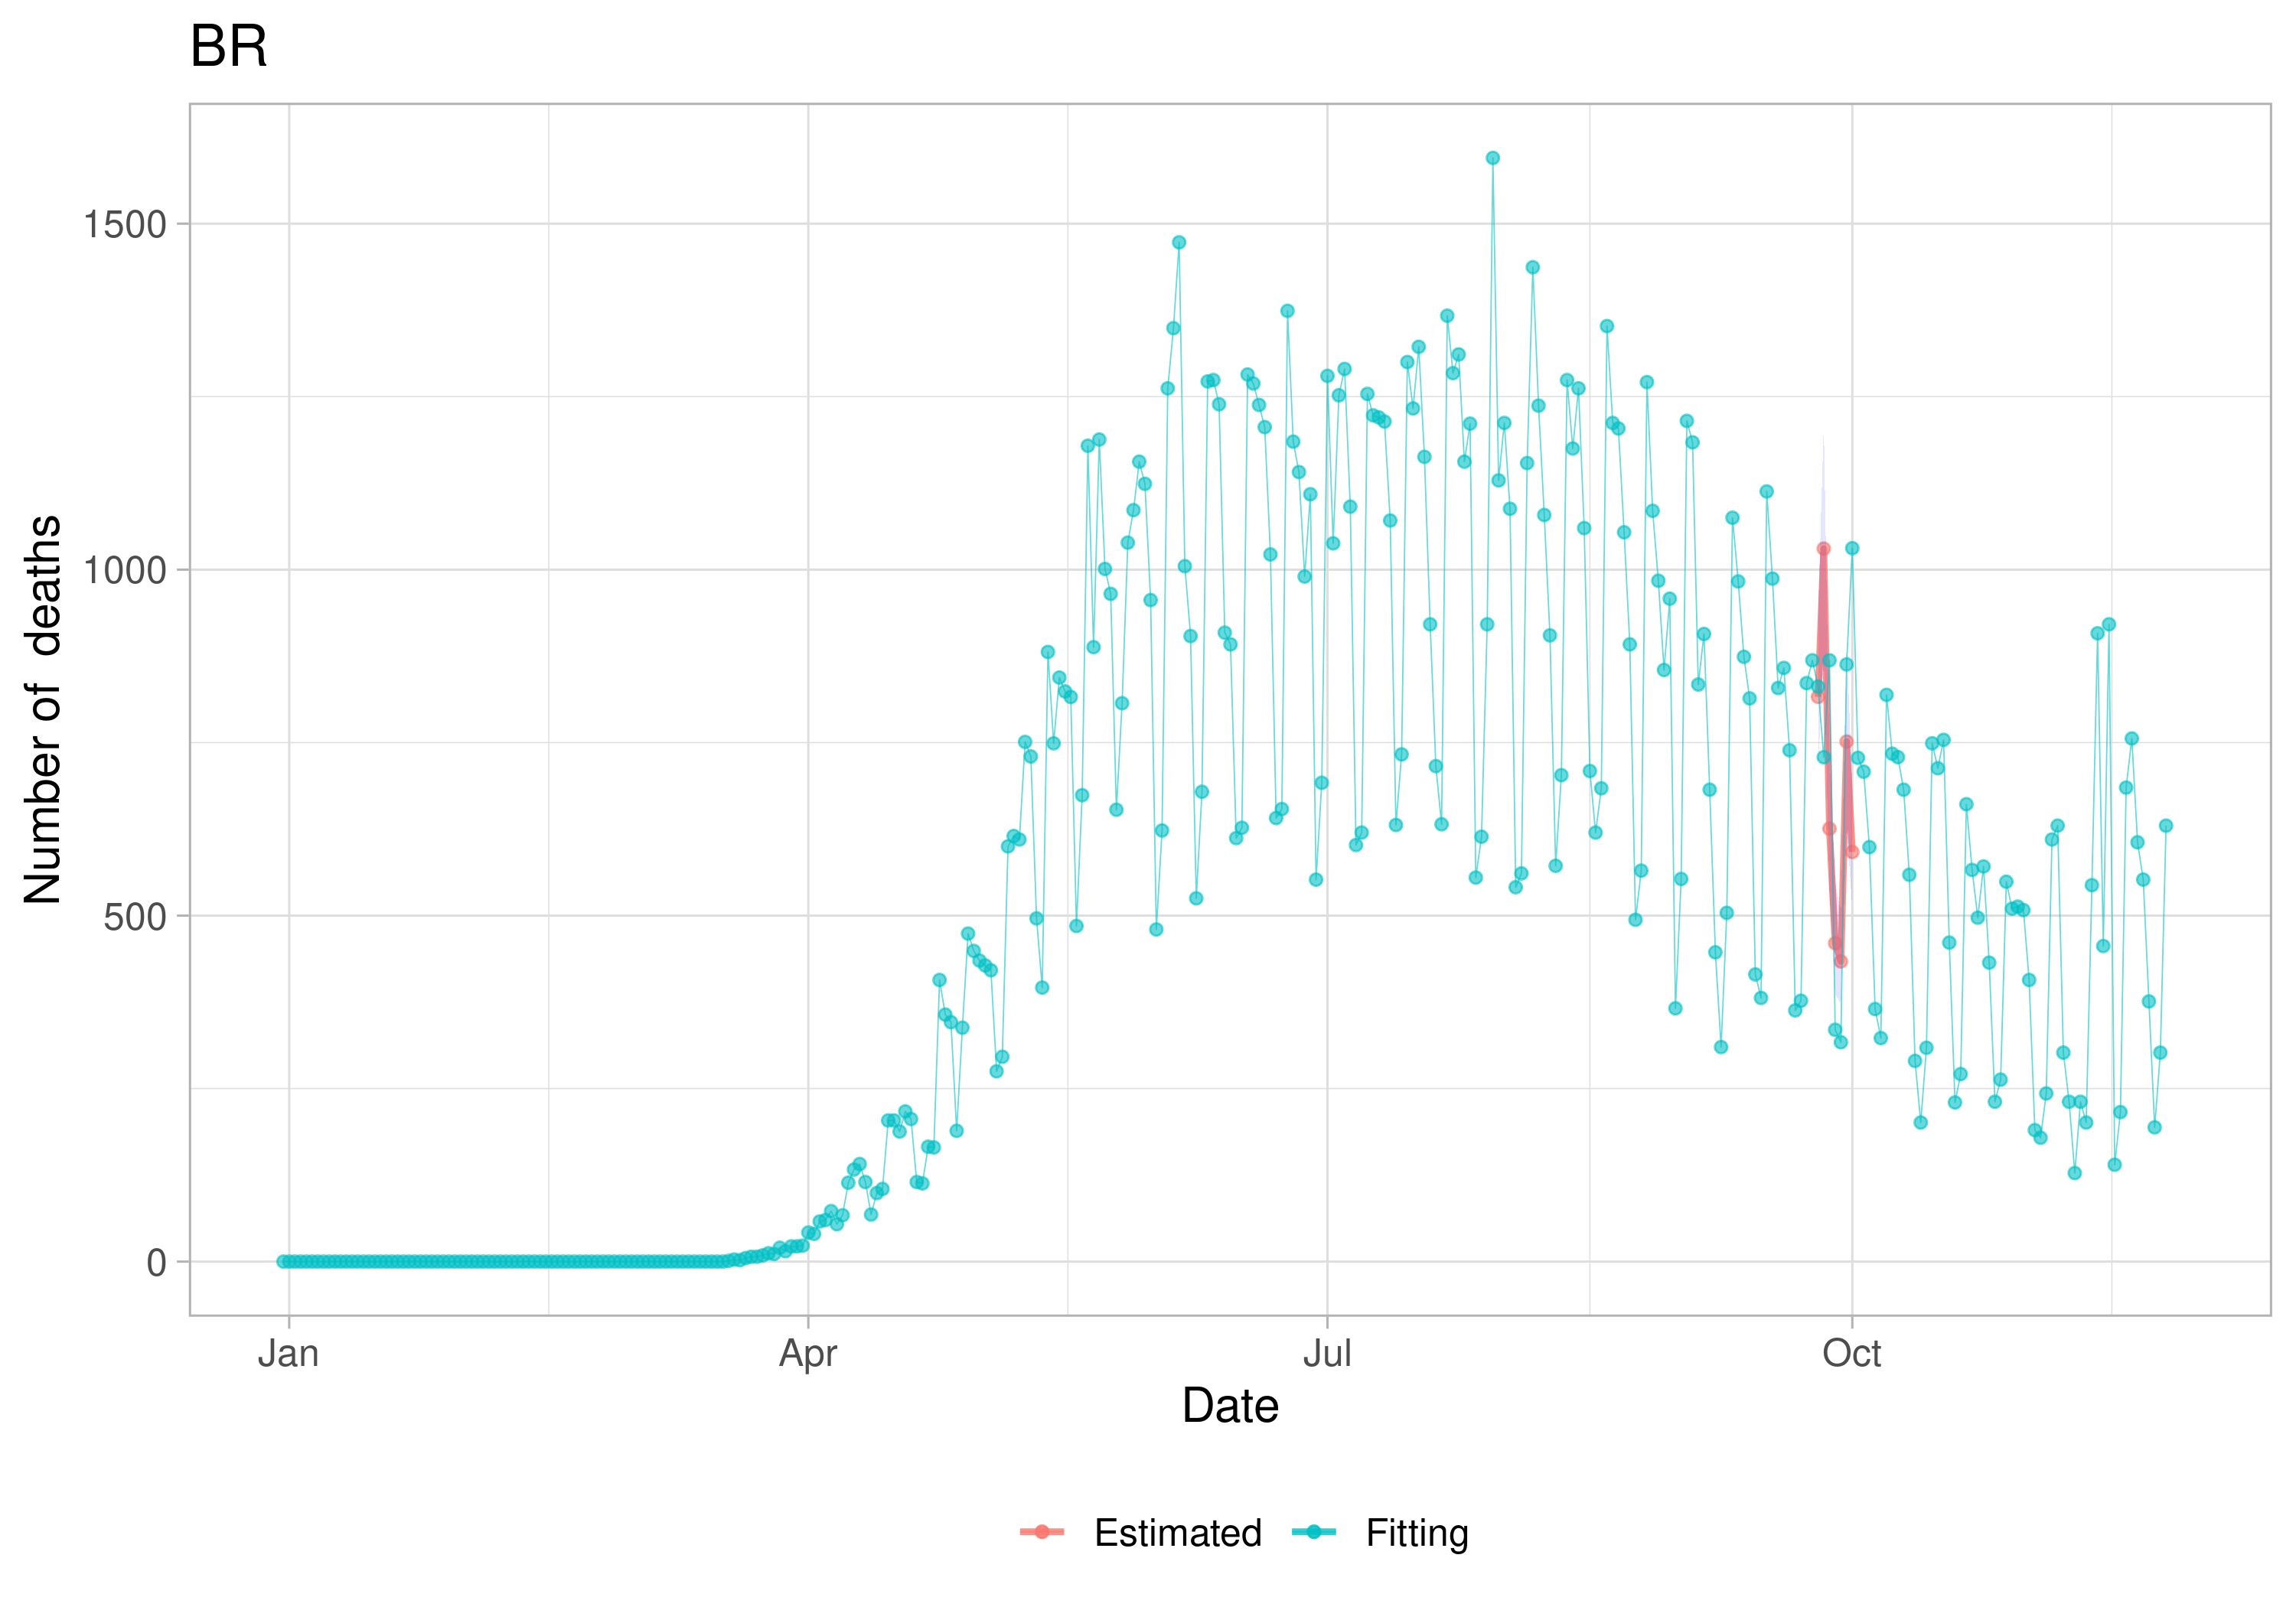 BR
1500
1000
500
0
Number of deaths
Jan Apr Jul Oct
Date
Estimated Fitting